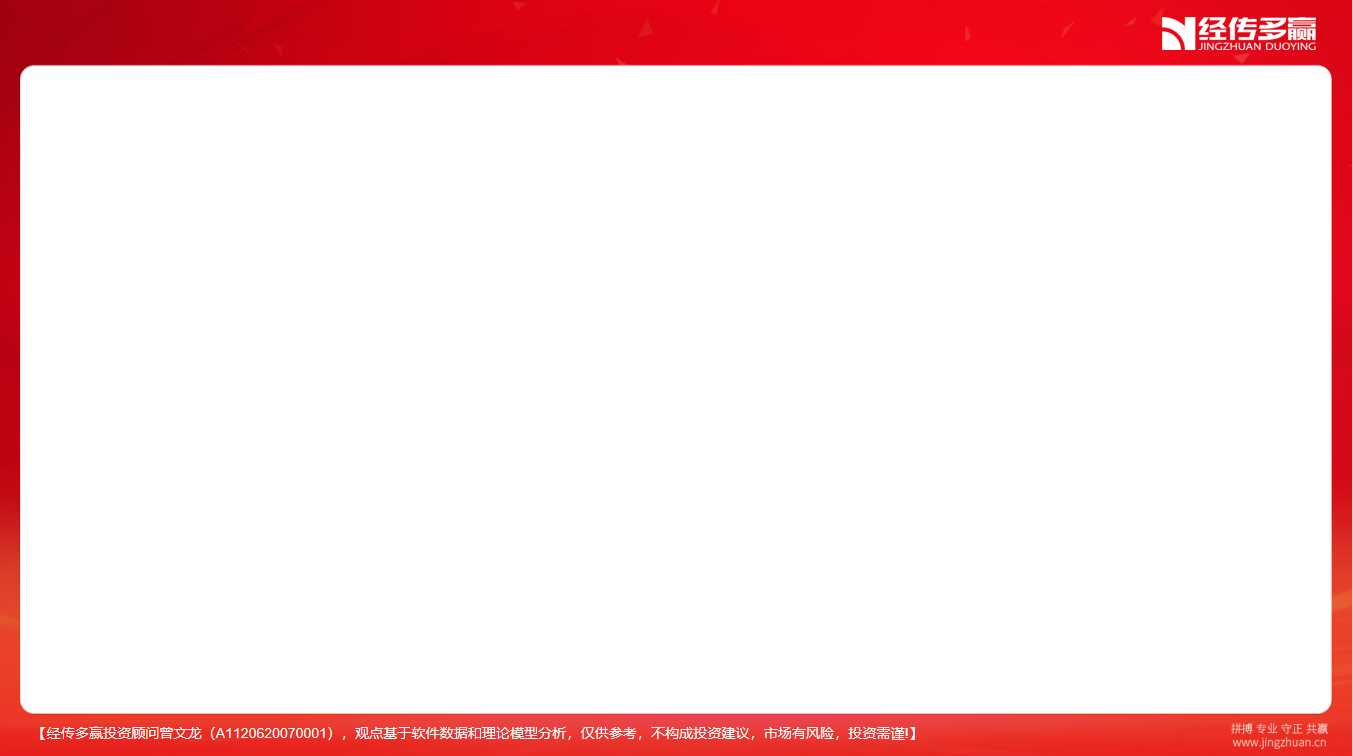 经传多赢
JINGZHUAN DUOYING
【经传多赢投资顾问曾文龙（A1120620070001），观点基于软件数据和理论模型分析，仅供参考，不构成投资建议，市场有风险，投资需谨!】
拼搏 专业 守正 共赢
www.jingzhuan.cn